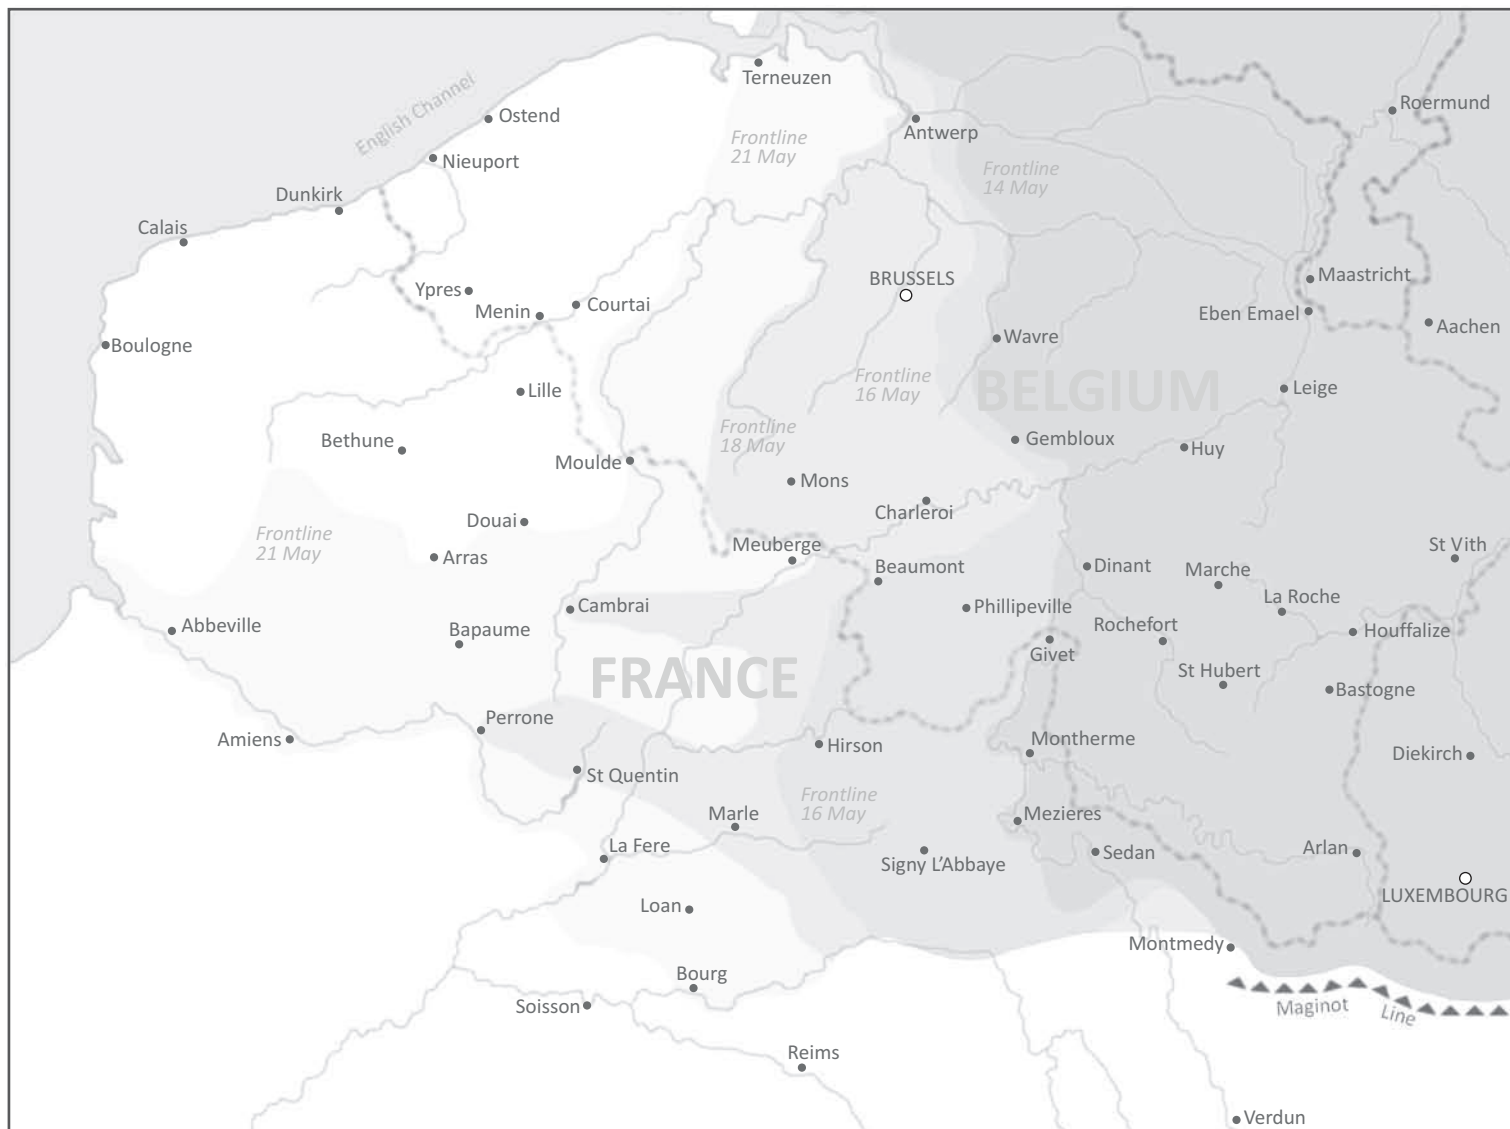 Terneuzen
Roermund
English Channel
Ostend
Antwerp
Frontline
21 May
Nieuport
Frontline
14 May
Dunkirk
Calais
BRUSSELS
Maastricht
Ypres
Menin
Courtai
Eben Emael
Aachen
Boulogne
Wavre
Frontline
16 May
BELGIUM
Lille
Leige
Frontline
18 May
Bethune
Gembloux
Huy
Moulde
Mons
Charleroi
Douai
Frontline
21 May
Arras
Meuberge
St Vith
Beaumont
Dinant
Marche
La Roche
Cambrai
Phillipeville
Abbeville
Bapaume
Rochefort
Houffalize
Givet
FRANCE
St Hubert
Bastogne
Perrone
Amiens
Hirson
Montherme
Diekirch
St Quentin
Frontline
16 May
Marle
Mezieres
La Fere
Signy L’Abbaye
Sedan
Arlan
LUXEMBOURG
Loan
Montmedy
Bourg
Soisson
Maginot Line
Reims
Verdun